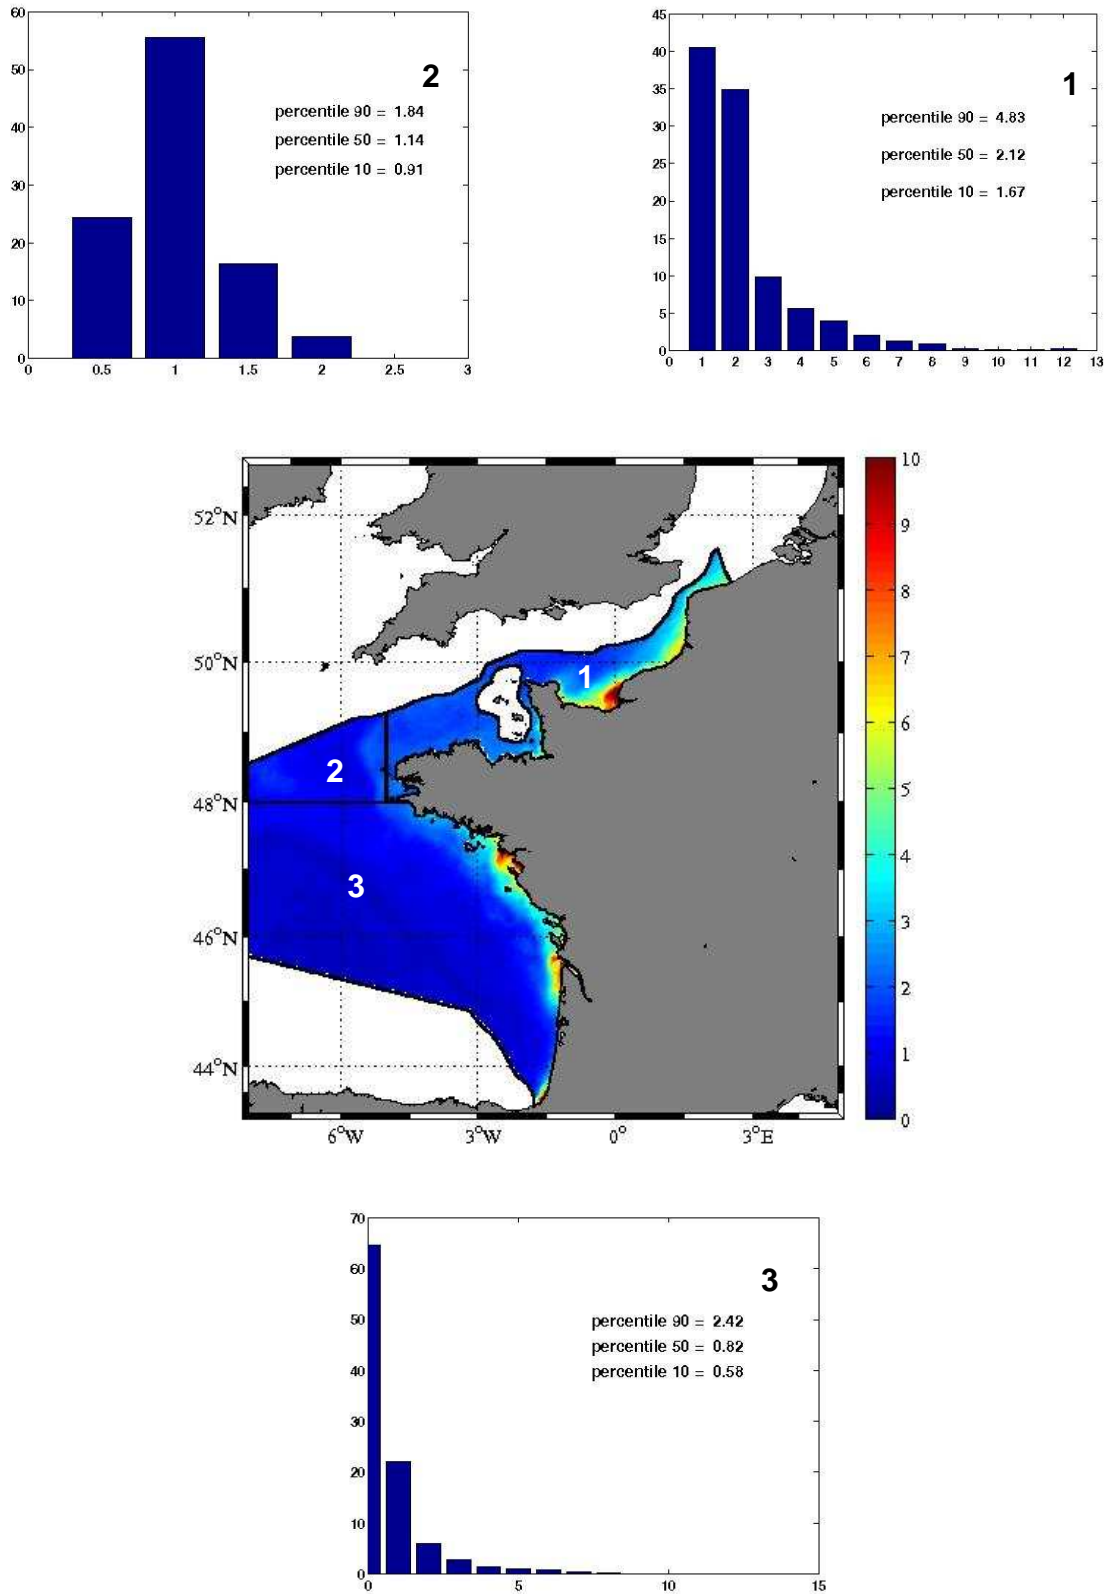 60
50
40
30
20
10
0
0 0.5 1 1.5 2 2.5 3
2
percentile 90 = 1.84
percentile 50 = 1.14
percentile 10 = 0.91
45
40
35
30
25
20
15
10
5
0
0 1 2 3 4 5 6 7 8 9 10 11 12 13
1
percentile 90 = 4.83
percentile 50 = 2.12
percentile 10 = 1.67
52°N
50°N
48°N
46°N
44°N
6°W 3°W 0° 3°E
1
2
3
10
9
8
7
6
5
4
3
2
1
0
70
60
50
40
30
20
10
0
0 5 10 15
3
percentile 90 = 2.42
percentile 50 = 0.82
percentile 10 = 0.58